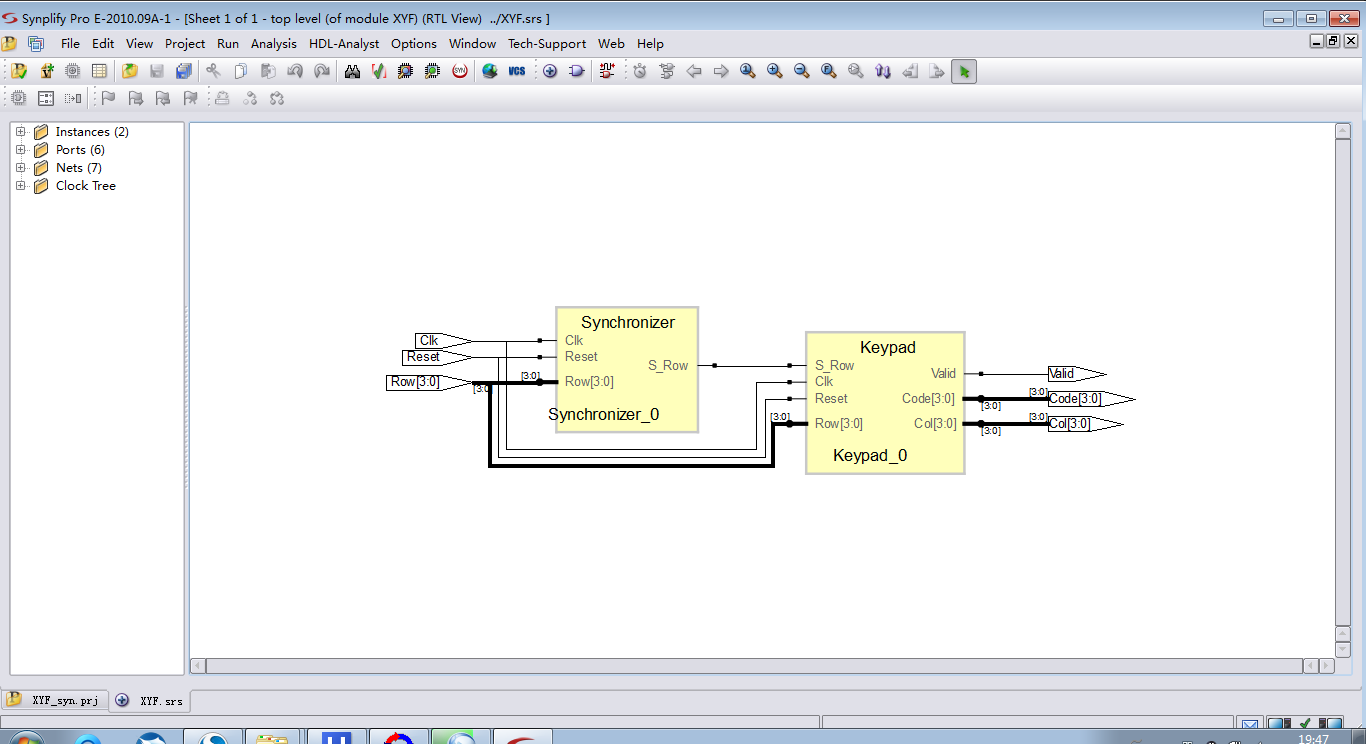 Synplify Pro E-2010.09A-1 - [Sheet 1 of 1 - top level (of module XYF) (RTL View) ../XYF.srs ]
File Edit View Project Run Analysis HDL-Analyst Options Window Tech-Support Web Help
SYN VCS
Instances (2)
Ports (6)
Nets (7)
Clock Tree
Synchronizer
Clk
Clk
Reset
Reset
S_Row
Row[3:0]
[3:0]
[3:0]
Row[3:0]
Synchronizer_0
Keypad
S_Row
Valid
Valid
Clk
Reset
Code[3:0]
[3:0]
[3:0]
Code[3:0]
[3:0]
Row[3:0]
Col[3:0]
[3:0]
[3:0]
Col[3:0]
Keypad_0
XYF_syn.prj
XYF.srs
19:47